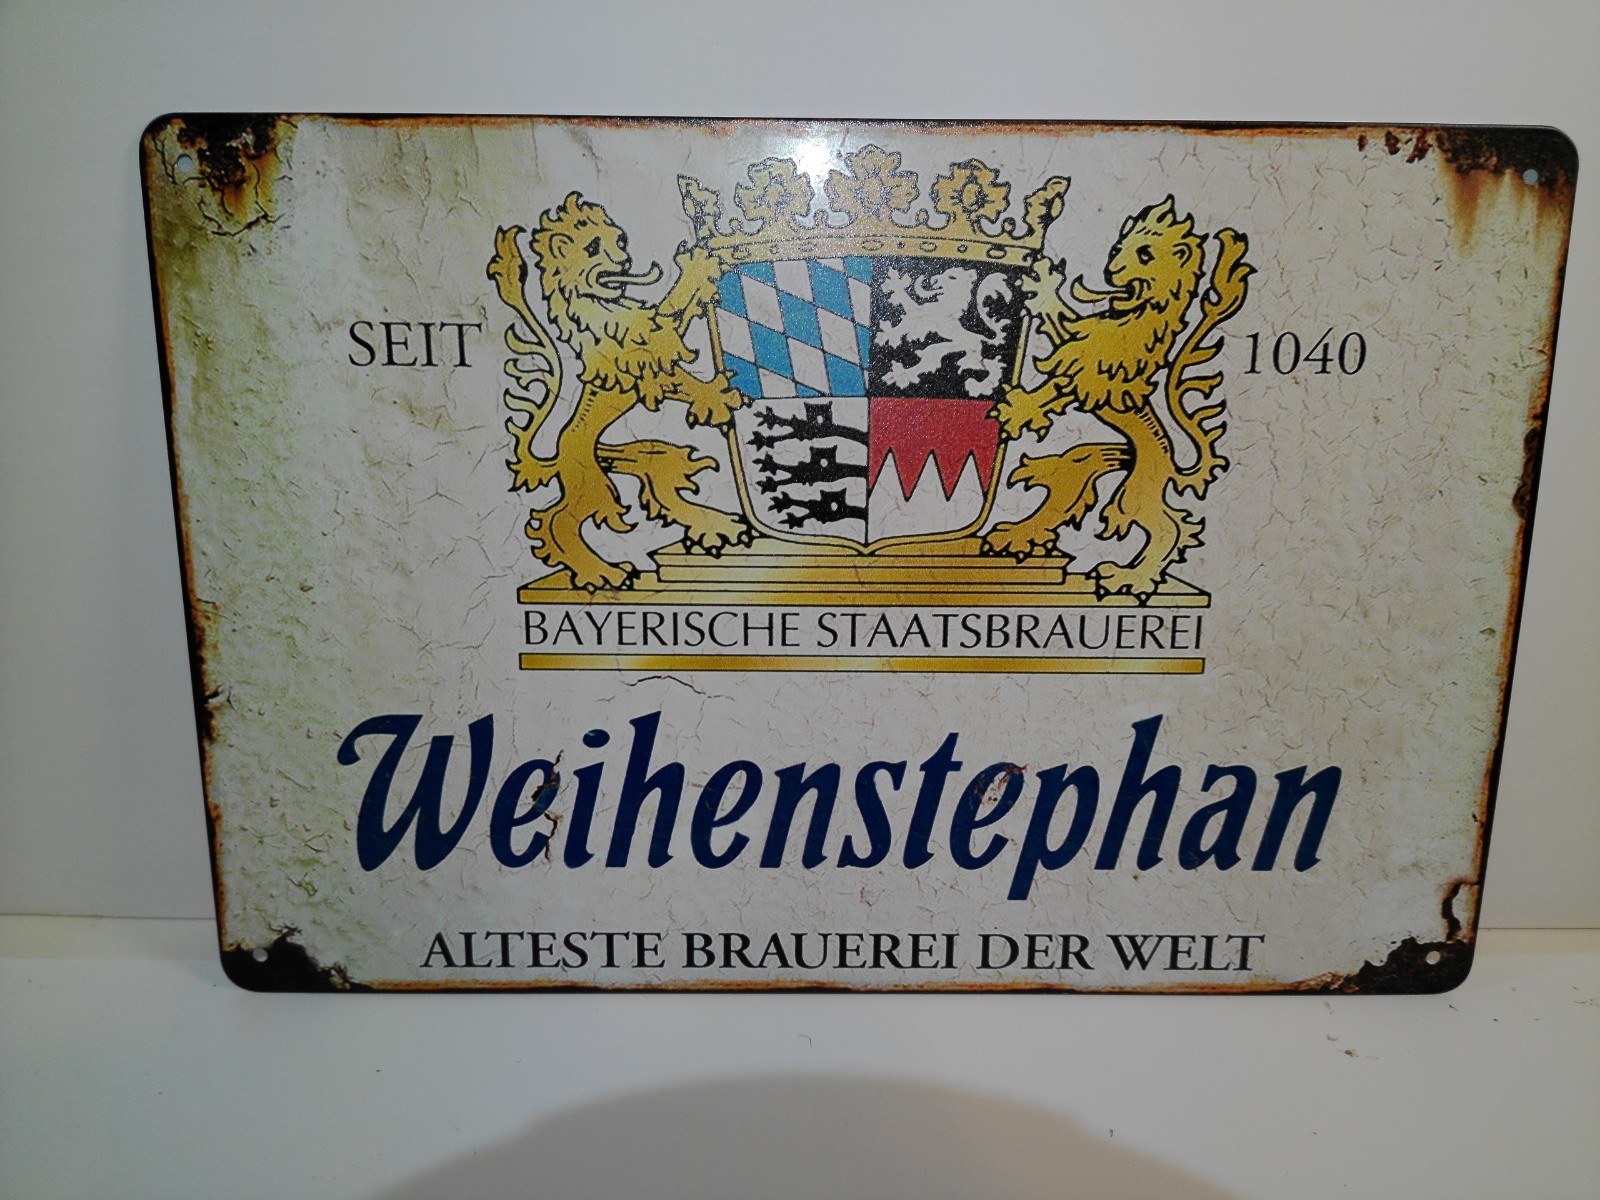 SEIT 1040
BAYERISCHE STAATSBRAUEREI
Weihenstephan
ALTESTE BRAUEREI DER WELT